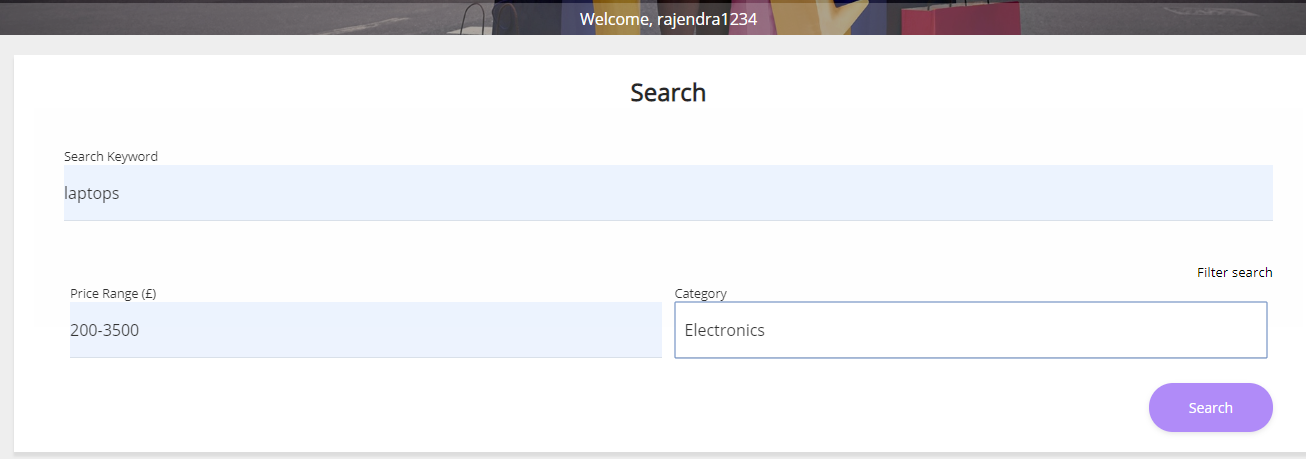 Welcome, rajendra1234
Search
Search Keyword
laptops
Filter search
Price Range (£)
Category
200-3500
Electronics
Search